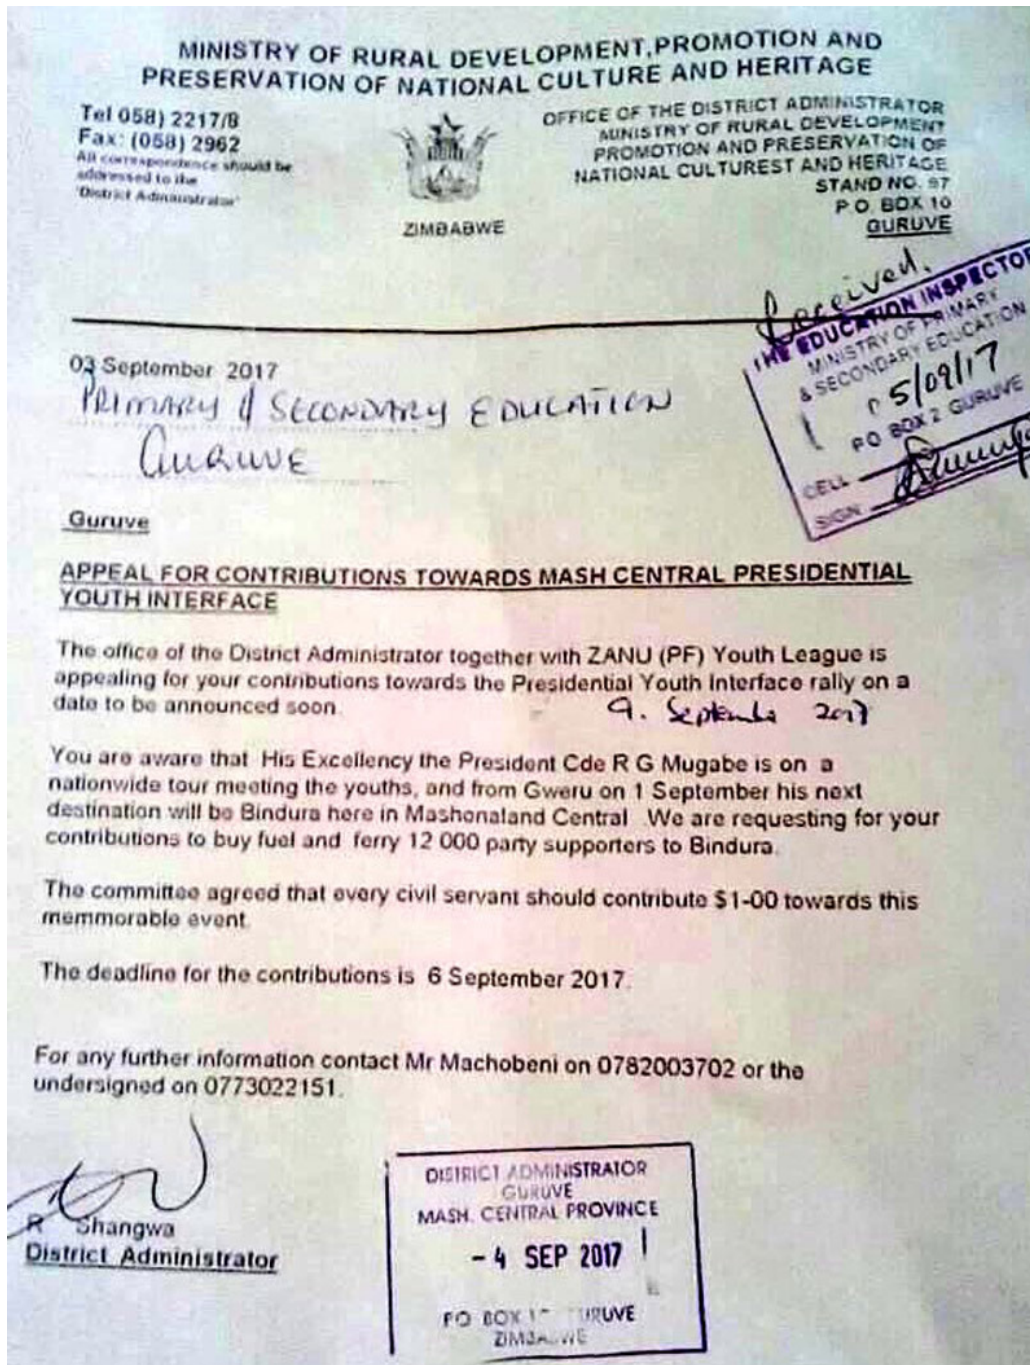 MINISTRY OF RURAL DEVELOPMENT,PROMOTION AND
PRESERVATION OF NATIONAL CULTURE AND HERITAGE
Tel 058) 2217/8
Fax: (058) 2962
All correspondence should be
addressed to the
'District Administrator'
ZIMBABWE
OFFICE OF THE DISTRICT ADMINISTRATOR
MINISTRY OF RURAL DEVELOPMENT
PROMOTION AND PRESERVATION OF
NATIONAL CULTUREST AND HERITAGE
STAND NO. 97
P.O. BOX 10
GURUVE
Received.
THE EDUCATION INSPECTOR
MINISTRY OF PRIMARY
& SECONDARY EDUCATION
5/09/17
PO BOX 2 GURUVE
CELL
SIGN
03 September 2017
PRIMARY & SECONDARY EDUCATION
GURUVE
Guruve
APPEAL FOR CONTRIBUTIONS TOWARDS MASH CENTRAL PRESIDENTIAL
YOUTH INTERFACE
The office of the District Administrator together with ZANU (PF) Youth League is
appealing for your contributions towards the Presidential Youth Interface rally on a
date to be announced soon. 9. September 2017
You are aware that His Excellency the President Cde R G Mugabe is on a
nationwide tour meeting the youths, and from Gweru on 1 September his next
destination will be Bindura here in Mashonaland Central We are requesting for your
contributions to buy fuel and ferry 12 000 party supporters to Bindura.
The committee agreed that every civil servant should contribute $1-00 towards this
memmorable event.
The deadline for the contributions is 6 September 2017.
For any further information contact Mr Machobeni on 0782003702 or the
undersigned on 0773022151.
R Shangwa
District Administrator
DISTRICT ADMINISTRATOR
GURUVE
MASH. CENTRAL PROVINCE
- 4 SEP 2017
PO BOX GURUVE
ZIMBABWE